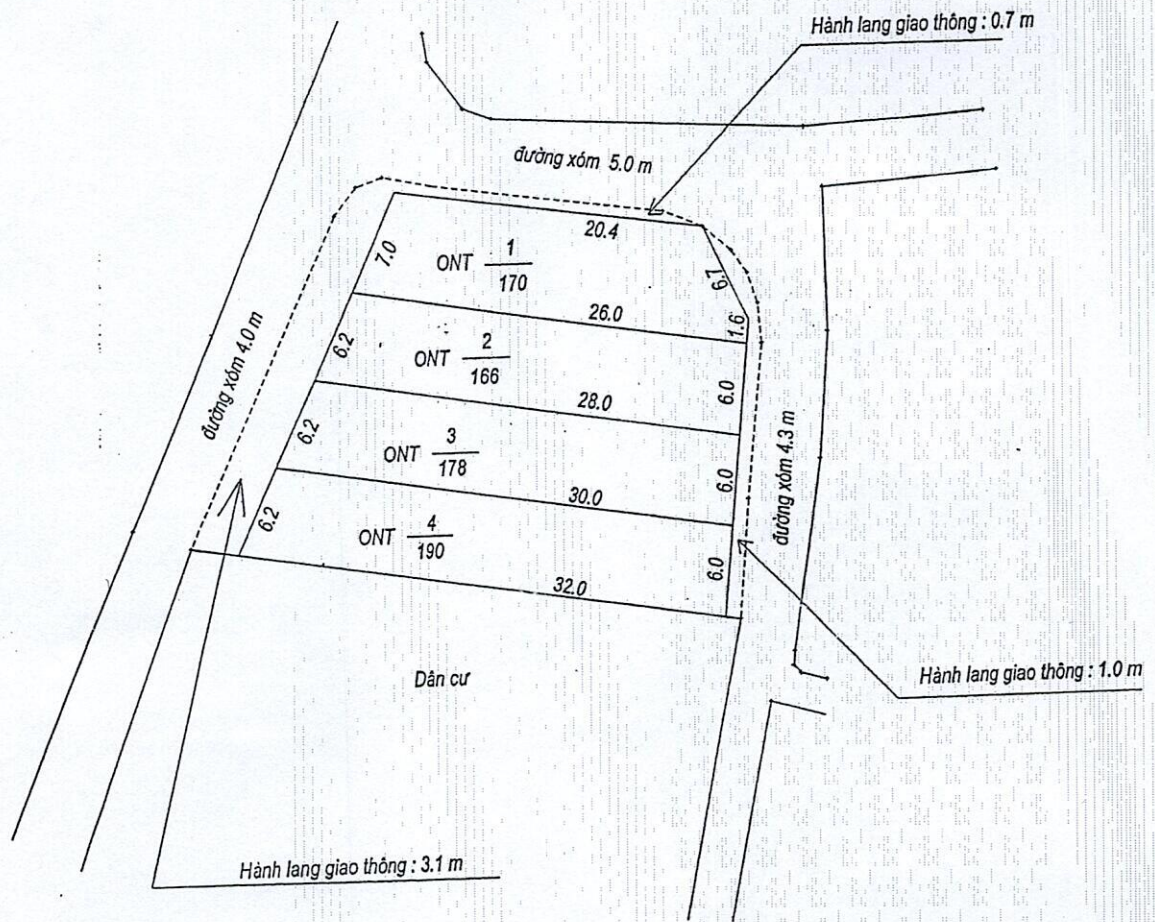 Hành lang giao thông : 0.7 m
đường xóm 5.0 m
20.4
7.0
ONT 1
170
6.7
26.0
1.6
đường xóm 4.0 m
6.2
ONT 2
166
6.0
28.0
6.2
ONT 3
178
6.0
đường xóm 4.3 m
30.0
6.2
ONT 4
190
6.0
32.0
Dân cư
Hành lang giao thông : 1.0 m
Hành lang giao thông : 3.1 m